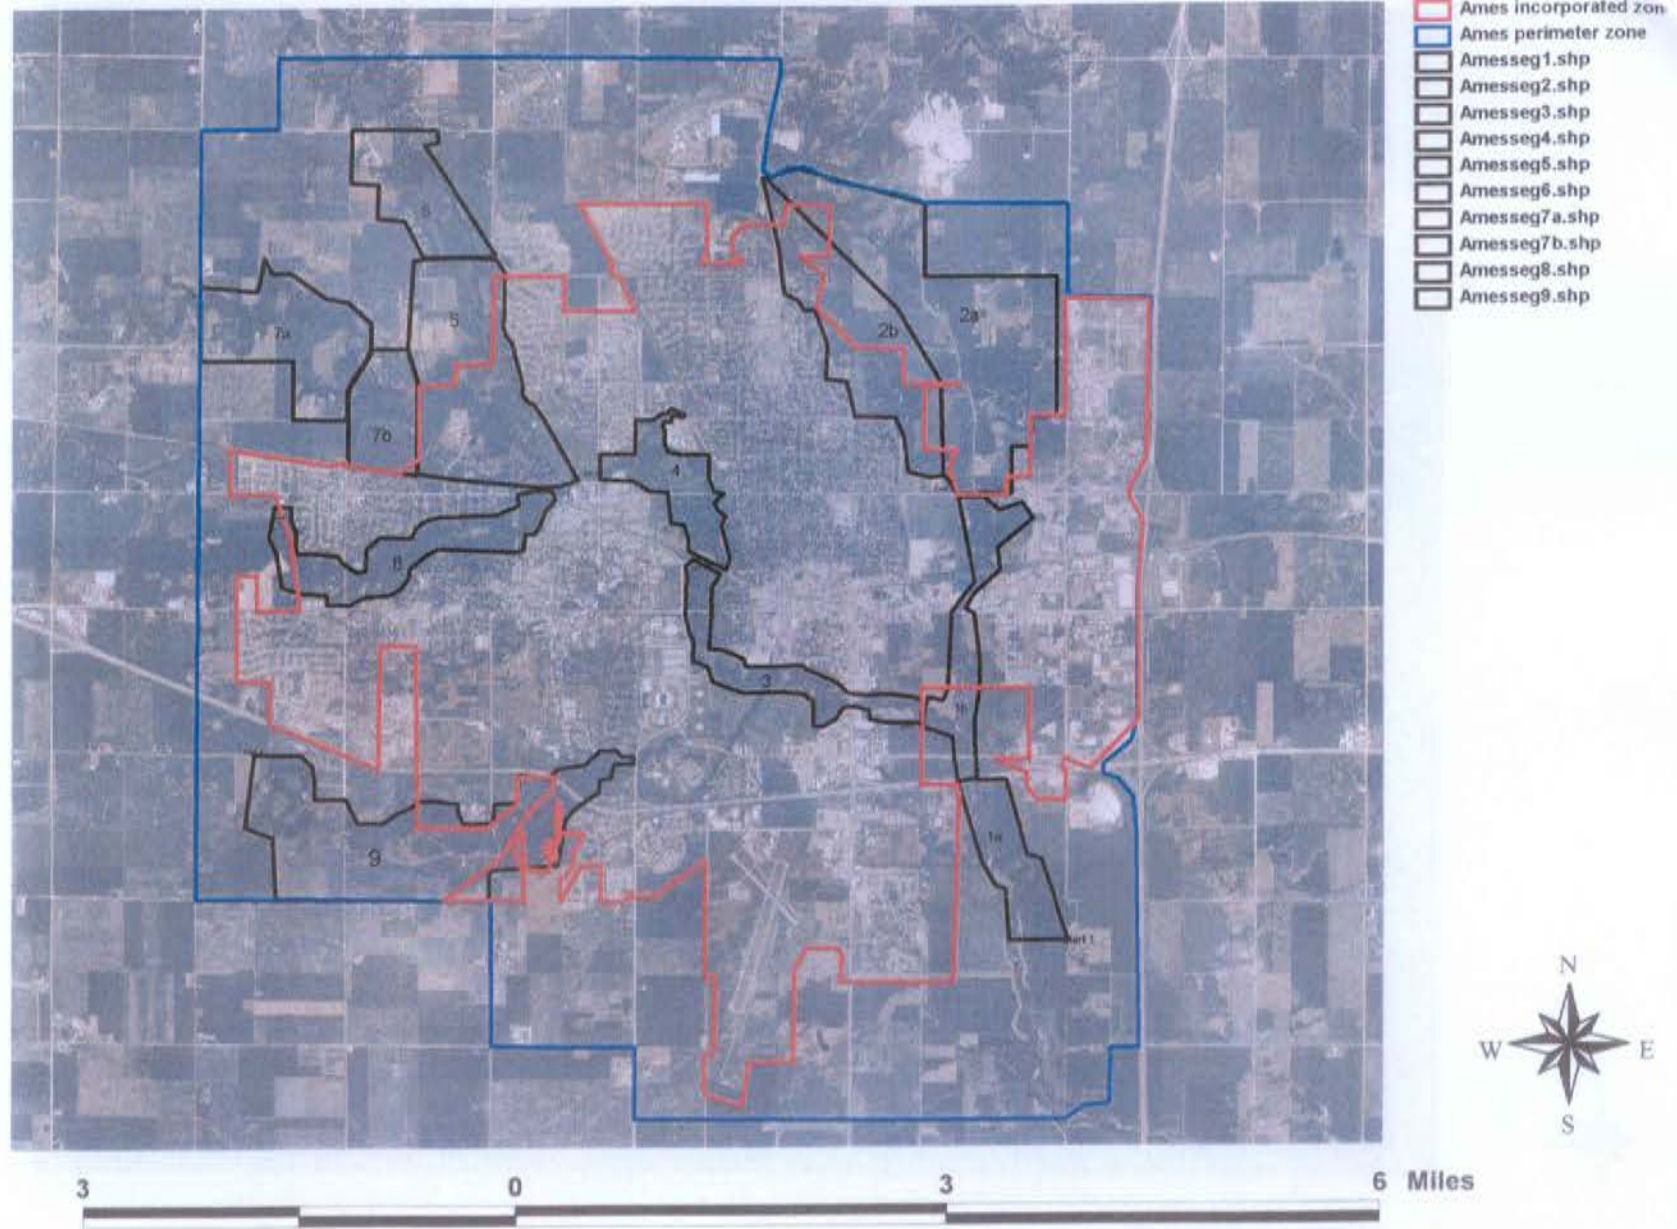 Ames incorporated zon
Ames perimeter zone
Amesseg1.shp
Amesseg2.shp
Amesseg3.shp
Amesseg4.shp
Amesseg5.shp
Amesseg6.shp
Amesseg7a.shp
Amesseg7b.shp
Amesseg8.shp
Amesseg9.shp
6
5
7a
7b
2b
2a
4
8
3
1b
1a
9
N
W E
S
3 0 3 6 Miles